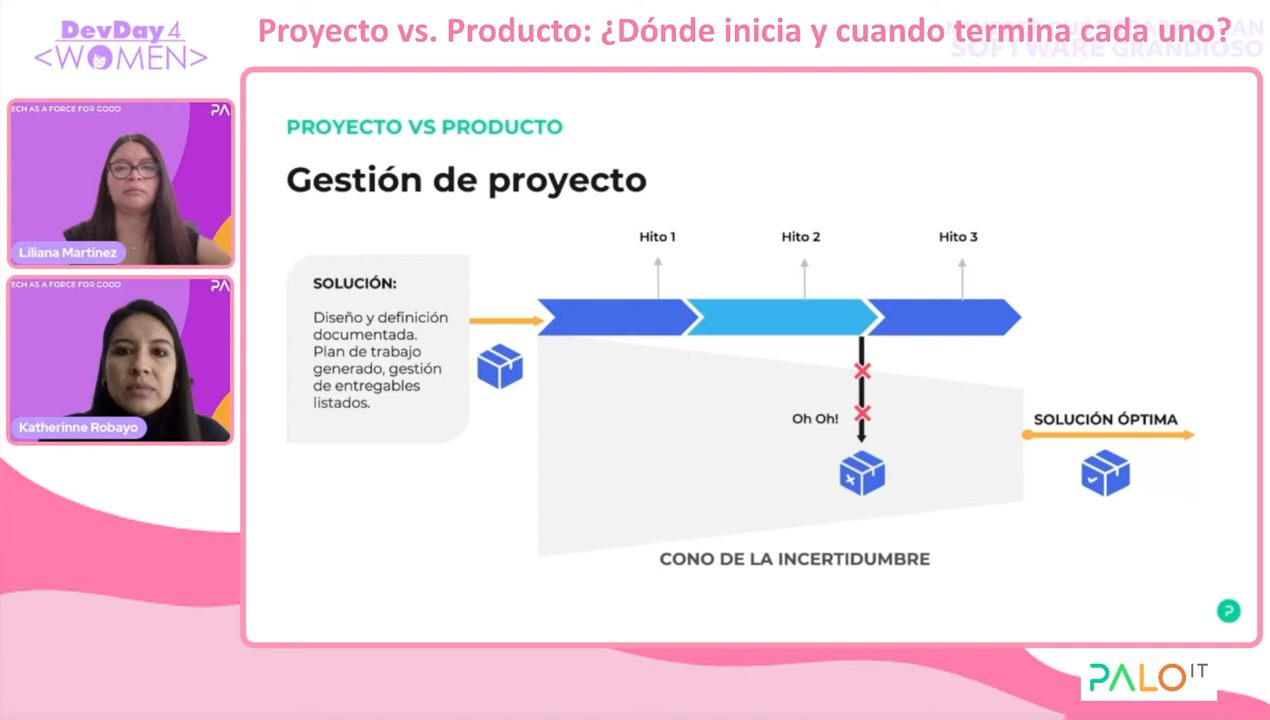 DevDay4
<WOMEN>
Proyecto vs. Producto: ¿Dónde inicia y cuando termina cada uno?
SOFTWARE GRANDIOSO
ECH AS A FORCE FOR GOOD
PA
Liliana Martínez
ECH AS A FORCE FOR GOOD
PA
Katherinne Robayo
PROYECTO VS PRODUCTO
Gestión de proyecto
Hito 1
Hito 2
Hito 3
SOLUCIÓN:
Diseño y definición
documentada.
Plan de trabajo
generado, gestión
de entregables
listados.
Oh Oh!
SOLUCIÓN ÓPTIMA
CONO DE LA INCERTIDUMBRE
PALO IT